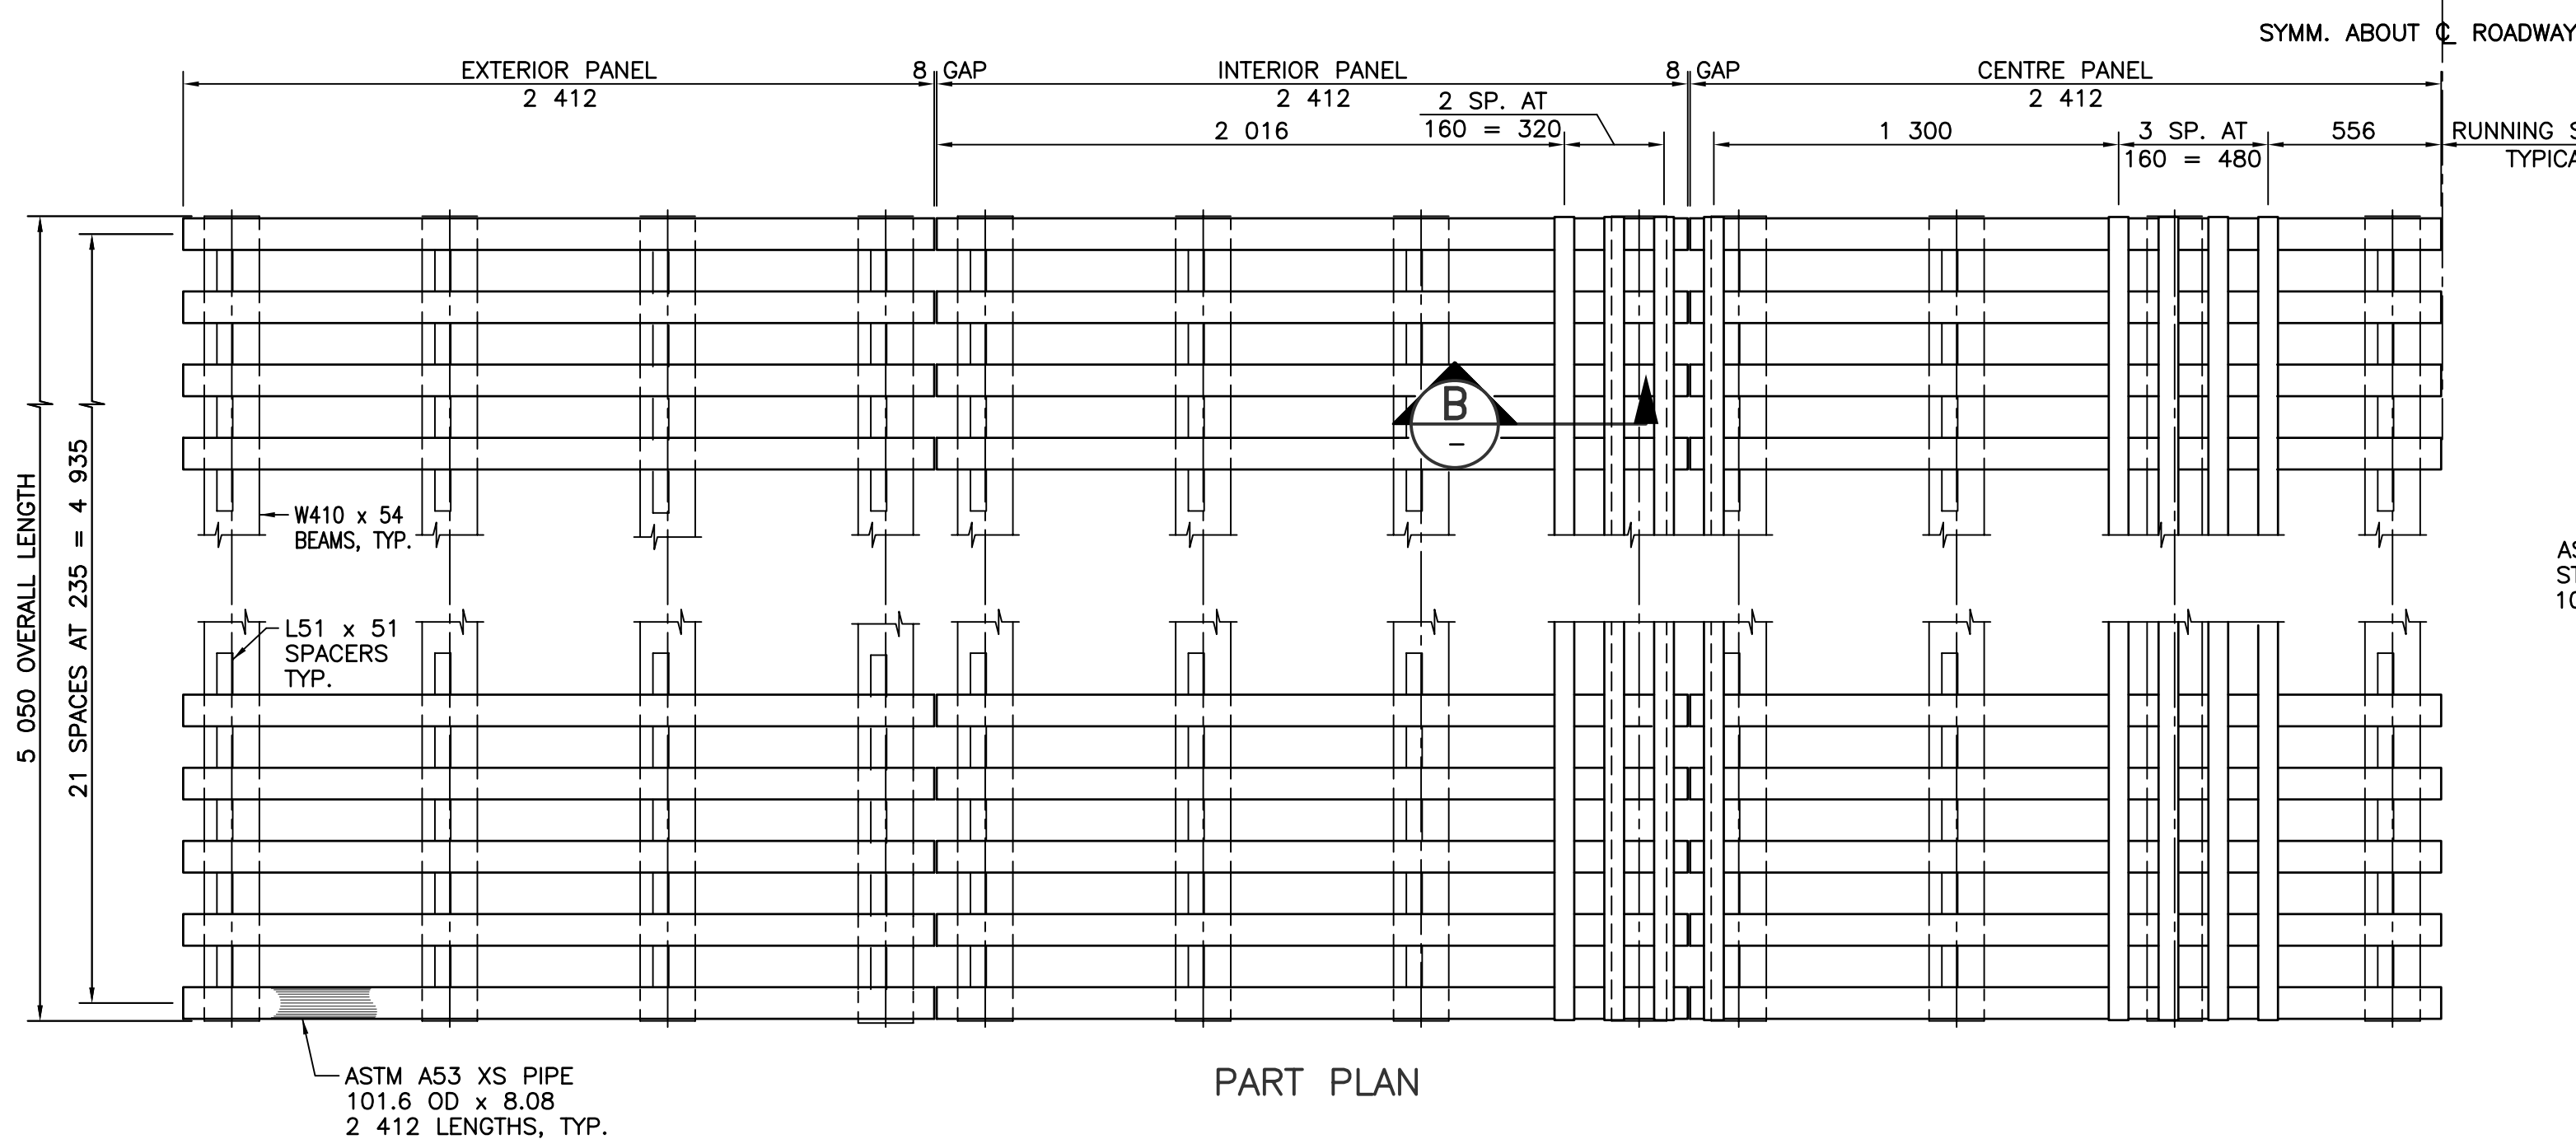 SYMM. ABOUT ℄ ROADWAY
EXTERIOR PANEL
2 412
8 GAP
INTERIOR PANEL
2 412
8 GAP
CENTRE PANEL
2 412
2 016
2 SP. AT
160 = 320
1 300
3 SP. AT
160 = 480
556
RUNNING
5 050 OVERALL LENGTH
21 SPACES AT 235 = 4 935
B
–
W410 x 54
BEAMS, TYP.
L51 x 51
SPACERS
TYP.
ASTM A53 XS PIPE
101.6 OD x 8.08
2 412 LENGTHS, TYP.
PART PLAN